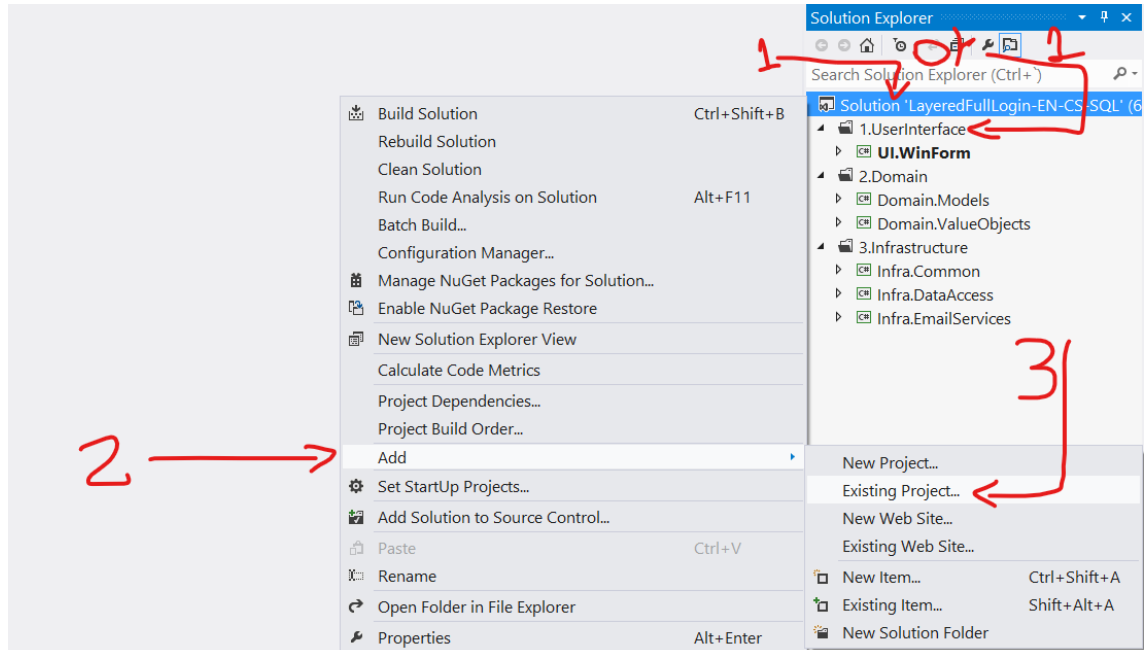 Solution Explorer
1 or 1
Search Solution Explorer (Ctrl+`)
Solution 'LayeredFullLogin-EN-CS-SQL' (6
1.UserInterface
C# UI.WinForm
2.Domain
C# Domain.Models
C# Domain.ValueObjects
3.Infrastructure
C# Infra.Common
C# Infra.DataAccess
C# Infra.EmailServices
Build Solution Ctrl+Shift+B
Rebuild Solution
Clean Solution
Run Code Analysis on Solution Alt+F11
Batch Build...
Configuration Manager...
Manage NuGet Packages for Solution...
Enable NuGet Package Restore
New Solution Explorer View
Calculate Code Metrics
Project Dependencies...
Project Build Order...
2
Add
Set StartUp Projects...
Add Solution to Source Control...
Paste Ctrl+V
Rename
Open Folder in File Explorer
Properties Alt+Enter
3
New Project...
Existing Project...
New Web Site...
Existing Web Site...
New Item... Ctrl+Shift+A
Existing Item... Shift+Alt+A
New Solution Folder